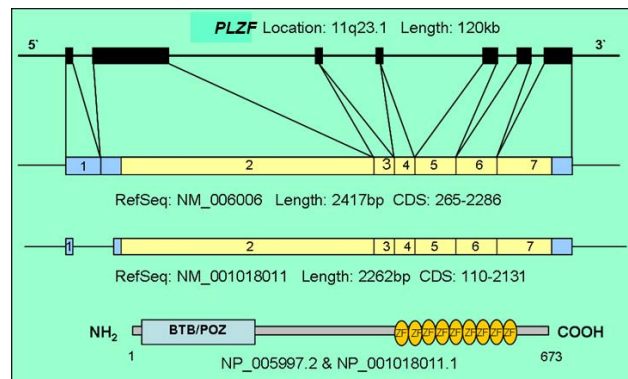 PLZF Location: 11q23.1 Length: 120kb
5` 3`
1 2 3 4 5 6 7
RefSeq: NM_006006 Length: 2417bp CDS: 265-2286
1 2 3 4 5 6 7
RefSeq: NM_001018011 Length: 2262bp CDS: 110-2131
NH2 BTB/POZ ZF ZF ZF ZF ZF ZF ZF ZF ZF COOH
1 673
NP_005997.2 & NP_001018011.1